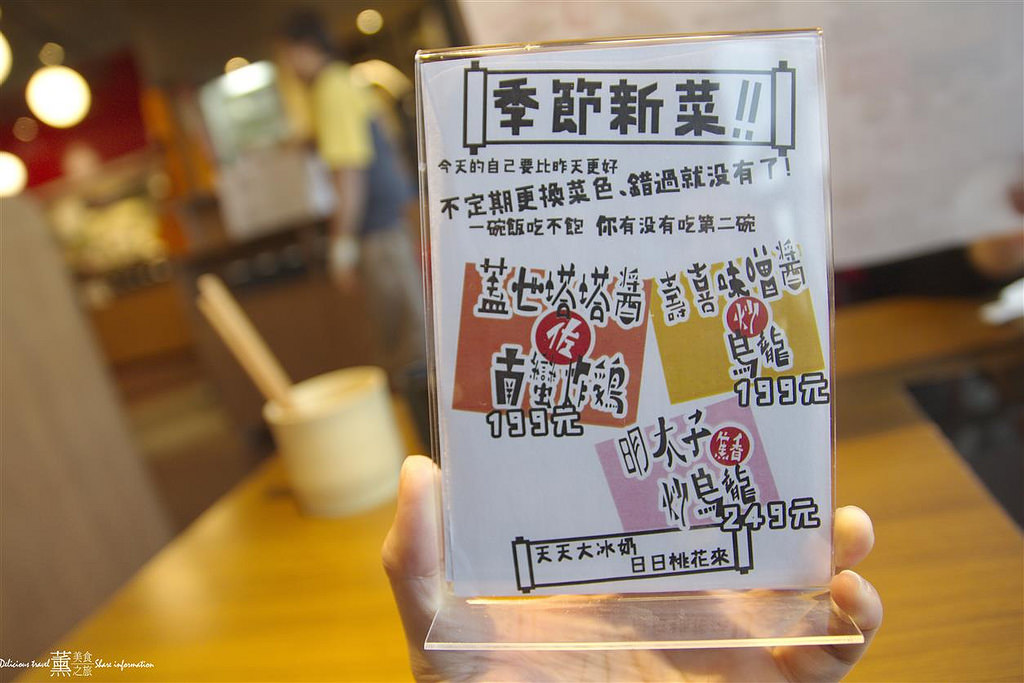 季節新菜!!
今天的自己要比昨天更好
不定期更換菜色、錯過就沒有了!
一碗飯吃不飽 你有沒有吃第二碗
蓋世塔塔醬
佐
南蠻炸鷄
199元
壽喜味噌醬
炒
烏龍
199元
明太子
鮨
炒烏龍
249元
天天大冰奶
日日桃花來
Delicious travel 薰 美食之旅 Share information